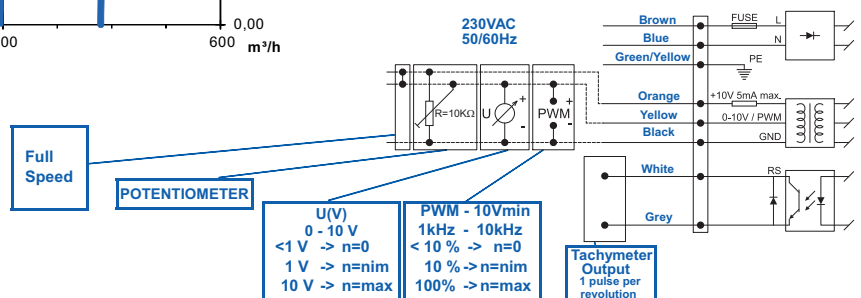 0,00
00
600
m³/h
230VAC
50/60Hz
Brown
FUSE
L
Blue
N
Green/Yellow
PE
Orange
+10V 5mA max.
Yellow
0-10V / PWM
Black
GND
White
RS
Grey
R=10KΩ
U
+
-
PWM
+
-
Full
Speed
POTENTIOMETER
U(V)
0 - 10 V
<1 V -> n=0
1 V -> n=nim
10 V -> n=max
PWM - 10Vmin
1kHz - 10kHz
< 10 % -> n=0
10 % -> n=nim
100% -> n=max
Tachymeter
Output
1 pulse per
revolution